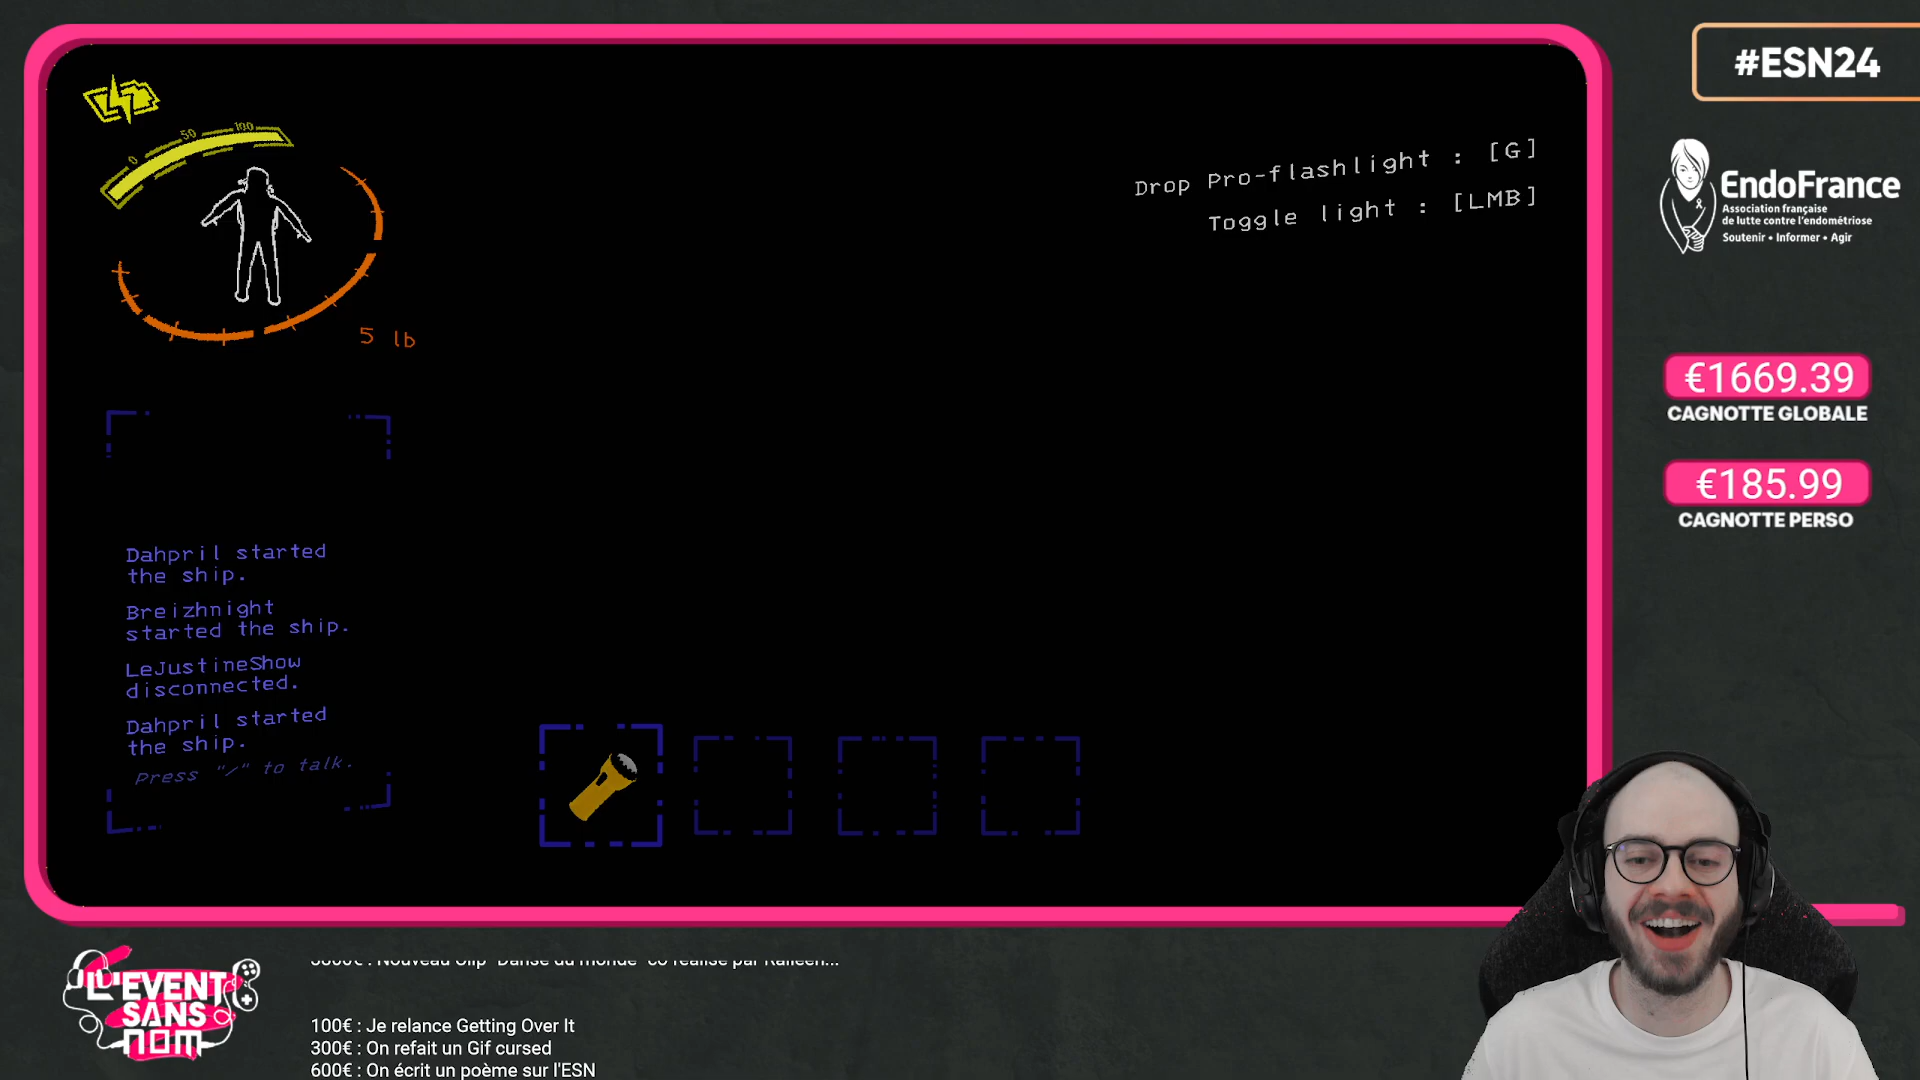 0 50 100
5 lb
Drop Pro-flashlight : [G]
Toggle light : [LMB]
Dahpril started
the ship.
Breizhnight
started the ship.
LeJustineShow
disconnected.
Dahpril started
the ship.
Press "/" to talk.
#ESN24
EndoFrance
Association française
de lutte contre l'endométriose
Soutenir • Informer • Agir
€1669.39
CAGNOTTE GLOBALE
€185.99
CAGNOTTE PERSO
L'EVENT
SANS
NOM
100€ : Je relance Getting Over It
300€ : On refait un Gif cursed
600€ : On écrit un poème sur l'ESN